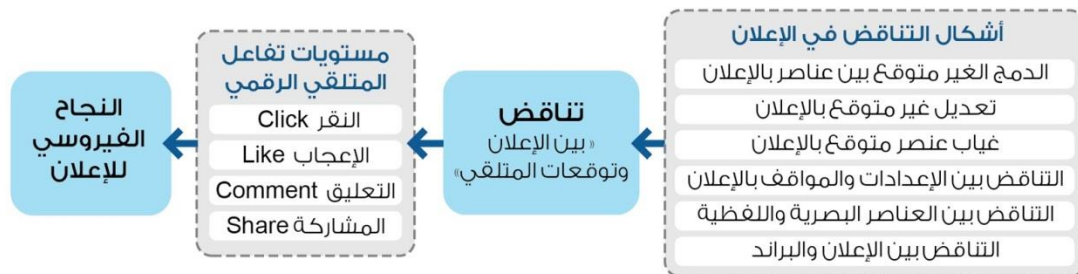 أشكال التناقض في الإعلان
الدمج الغير متوقع بين عناصر بالإعلان
تعديل غير متوقع بالإعلان
غياب عنصر متوقع بالإعلان
التناقض بين الإعدادات والمواقف بالإعلان
التناقض بين العناصر البصرية واللفظية
التناقض بين الإعلان والبراند
تناقض
«بين الإعلان
وتوقعات المتلقي»
مستويات تفاعل
المتلقي الرقمي
النقر Click
الإعجاب Like
التعليق Comment
المشاركة Share
النجاح
الفيروسي
للإعلان